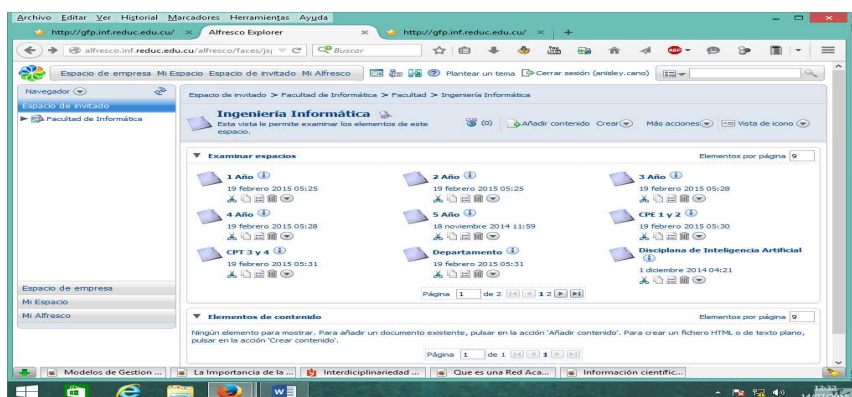 Archivo Editar Ver Historial Marcadores Herramientas Ayuda
http://gfp.inf.reduc.edu.cu/ Alfresco Explorer http://gfp.inf.reduc.edu.cu/
alfresco.inf.reduc.edu.cu/alfresco/faces/jsp Buscar
Espacio de empresa Mi Espacio Espacio de invitado Mi Alfresco Plantear un tema Cerrar sesión (anisley.cano)
Navegador
Espacio de invitado
Facultad de Informática
Espacio de empresa
Mi Espacio
Mi Alfresco
Espacio de invitado > Facultad de Informática > Facultad > Ingeniería Informática
Ingeniería Informática
Esta vista le permite examinar los elementos de este
espacio.
(0) Añadir contenido Crear Más acciones Vista de icono
Examinar espacios Elementos por página 9
1 Año 2 Año 3 Año
19 febrero 2015 05:25 19 febrero 2015 05:25 19 febrero 2015 05:28
4 Año 5 Año CPE 1 y 2
19 febrero 2015 05:28 18 noviembre 2014 11:59 19 febrero 2015 05:30
CPT 3 y 4 Departamento Disciplana de Inteligencia Artificial
19 febrero 2015 05:31 19 febrero 2015 05:31 1 diciembre 2014 04:21
Página 1 de 2 1 2
Elementos de contenido Elementos por página 9
Ningún elemento para mostrar. Para añadir un documento existente, pulsar en la acción 'Añadir contenido'. Para crear un fichero HTML o de texto plano,
pulsar en la acción 'Crear contenido'.
Página 1 de 1 1
Modelos de Gestion ... La Importancia de la ... Interdiciplinariedad ... Que es una Red Aca... Información científic...
12:32